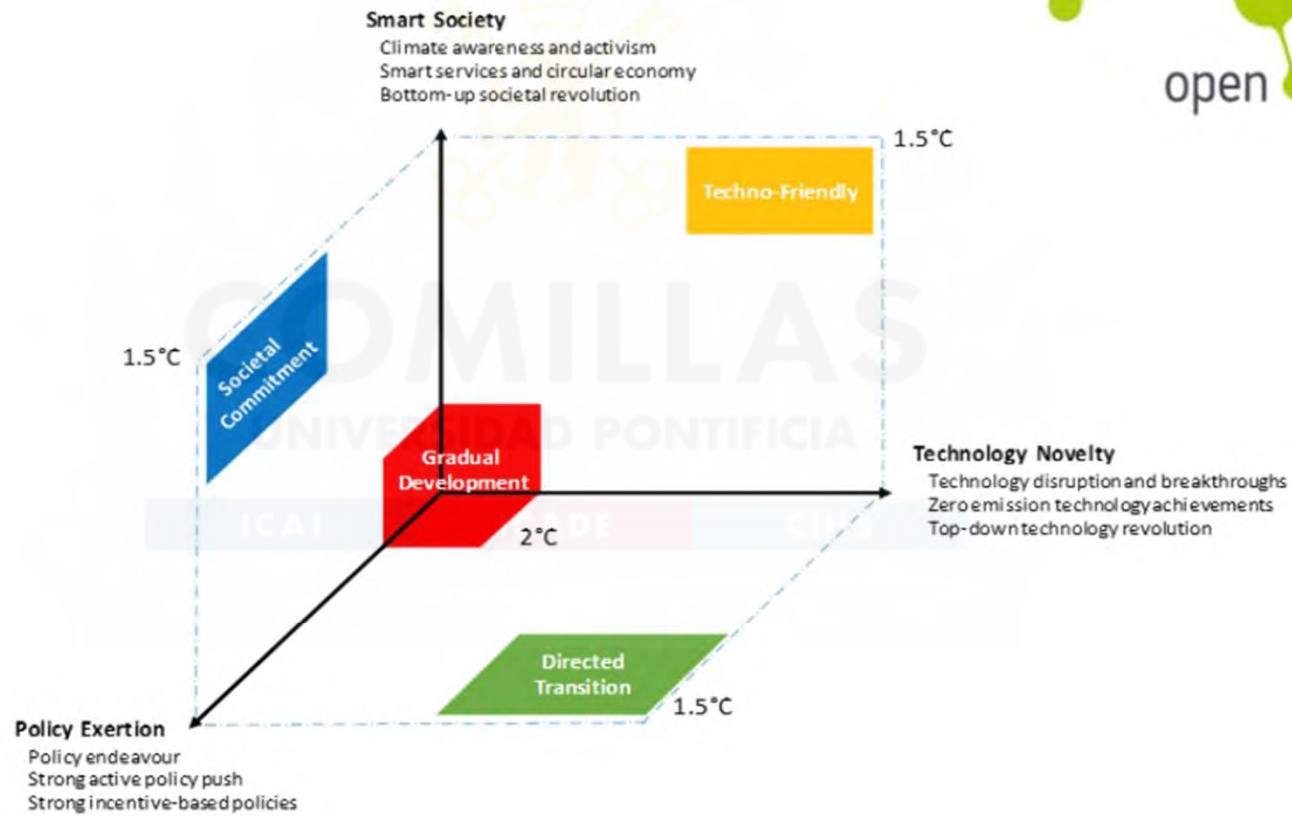 Smart Society
Climate awareness and activism
Smart services and circular economy
Bottom-up societal revolution
open
1.5°C
Techno-Friendly
COMILLAS
Societal
Commitment
1.5°C
UNIVERSIDAD PONTIFICIA
Gradual
Development
Technology Novelty
Technology disruption and breakthroughs
Zero emission technology achievements
Top-down technology revolution
ICAI
2°C
Directed
Transition
1.5°C
Policy Exertion
Policy endeavour
Strong active policy push
Strong incentive-based policies